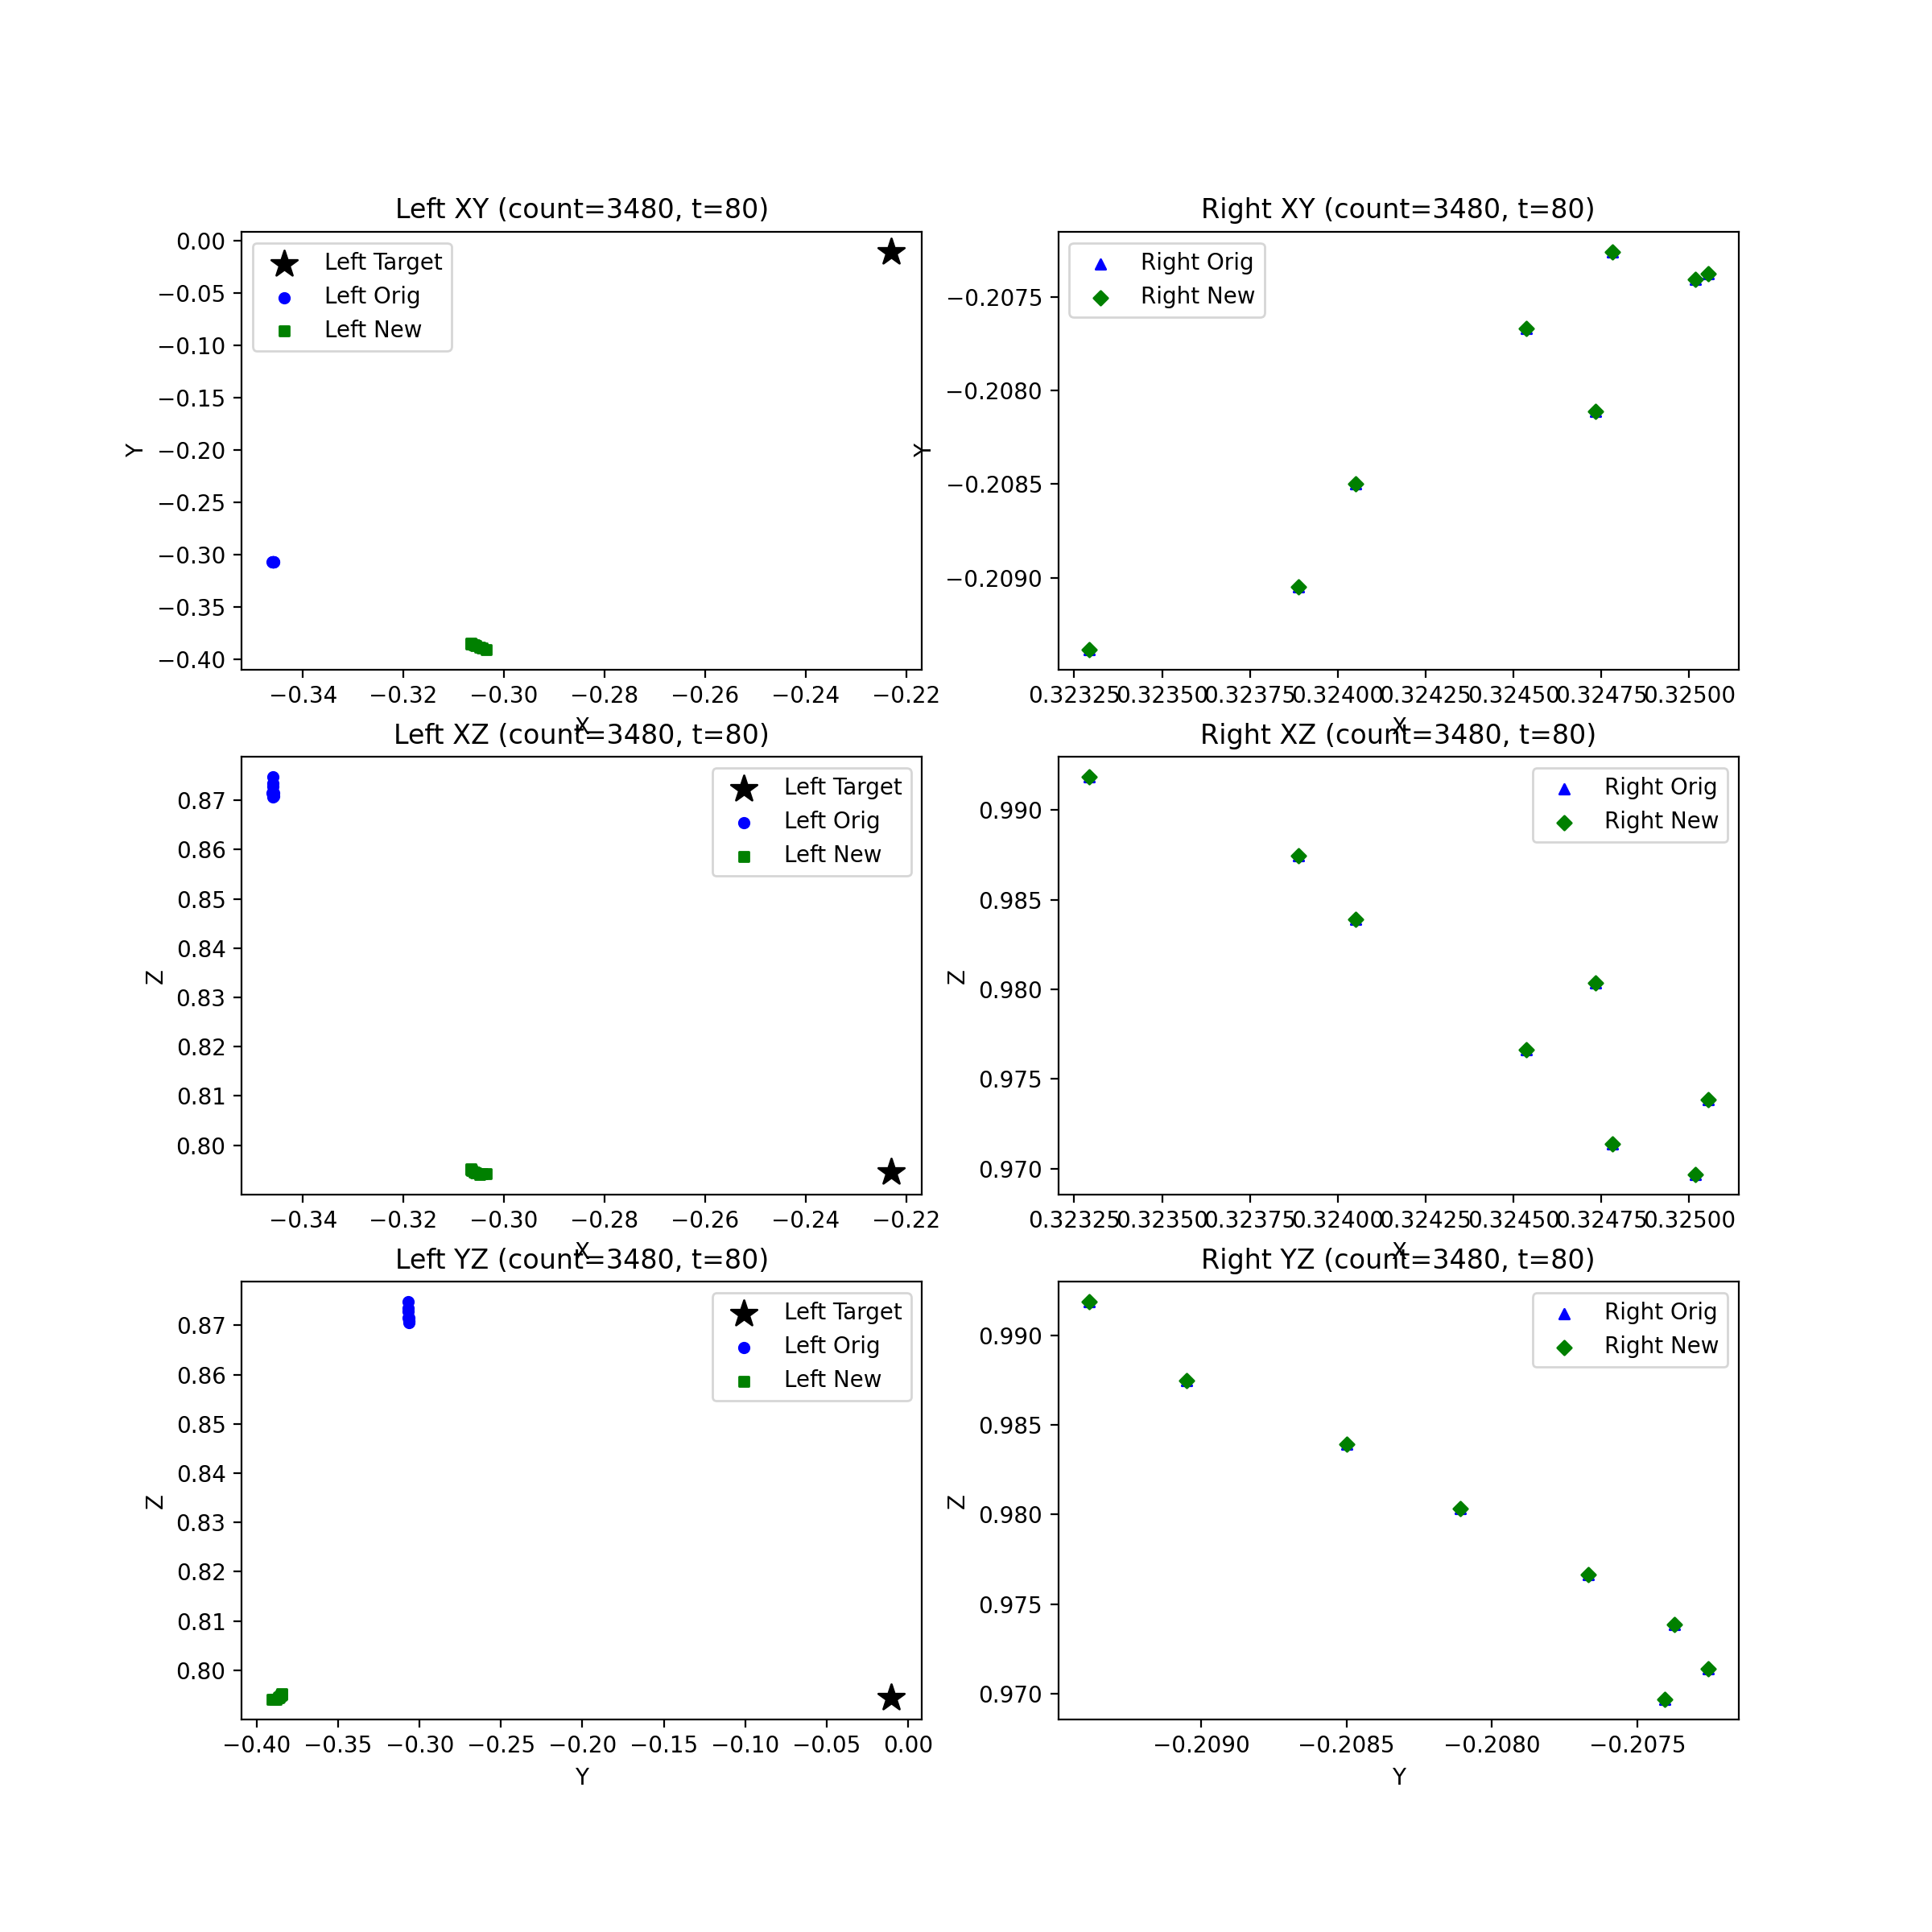 Left XY (count=3480, t=80)
Right XY (count=3480, t=80)
0.00
−0.05
−0.10
−0.15
−0.20
−0.25
−0.30
−0.35
−0.40
Y
Left Target
Left Orig
Left New
−0.34 −0.32 −0.30 −0.28 −0.26 −0.24 −0.22
X
−0.2075
−0.2080
−0.2085
−0.2090
Y
Right Orig
Right New
0.32325 0.32350 0.32375 0.32400 0.32425 0.32450 0.32475 0.32500
X
Left XZ (count=3480, t=80)
Right XZ (count=3480, t=80)
0.87
0.86
0.85
0.84
0.83
0.82
0.81
0.80
Z
Left Target
Left Orig
Left New
−0.34 −0.32 −0.30 −0.28 −0.26 −0.24 −0.22
X
0.990
0.985
0.980
0.975
0.970
Z
Right Orig
Right New
0.32325 0.32350 0.32375 0.32400 0.32425 0.32450 0.32475 0.32500
X
Left YZ (count=3480, t=80)
Right YZ (count=3480, t=80)
0.87
0.86
0.85
0.84
0.83
0.82
0.81
0.80
Z
Left Target
Left Orig
Left New
−0.40 −0.35 −0.30 −0.25 −0.20 −0.15 −0.10 −0.05 0.00
Y
0.990
0.985
0.980
0.975
0.970
Z
Right Orig
Right New
−0.2090 −0.2085 −0.2080 −0.2075
Y